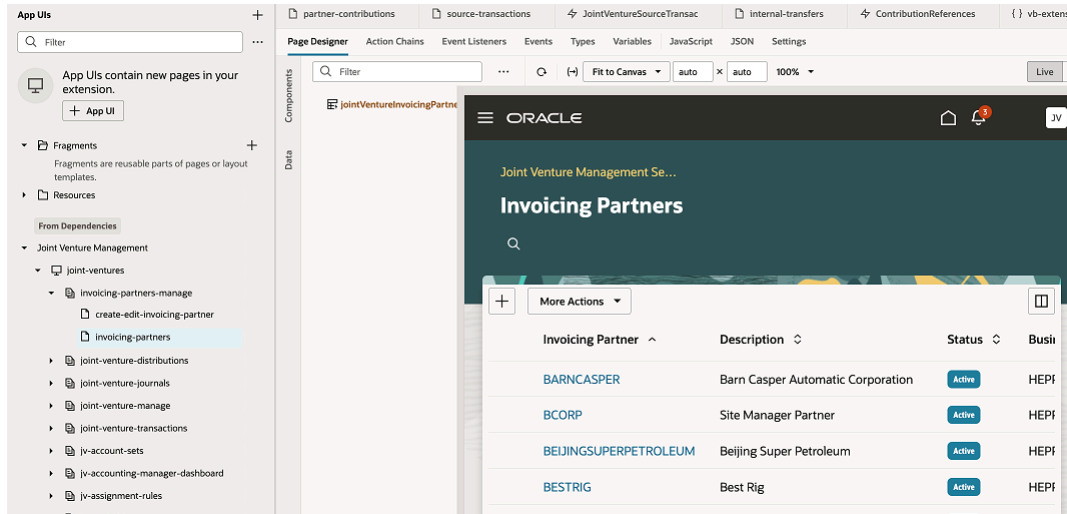 App UIs
Filter
App UIs contain new pages in your
extension.
+ App UI
Fragments
Fragments are reusable parts of pages or layout
templates.
Resources
From Dependencies
Joint Venture Management
joint-ventures
invoicing-partners-manage
create-edit-invoicing-partner
invoicing-partners
joint-venture-distributions
joint-venture-journals
joint-venture-manage
joint-venture-transactions
jv-account-sets
jv-accounting-manager-dashboard
jv-assignment-rules
partner-contributions source-transactions JointVentureSourceTransac internal-transfers ContributionReferences { } vb-exten
Page Designer Action Chains Event Listeners Events Types Variables JavaScript JSON Settings
Components
Data
Filter Fit to Canvas auto × auto 100% Live
jointVentureInvoicingPartne
ORACLE 3 JV
Joint Venture Management Se...
Invoicing Partners
More Actions
Invoicing Partner Description Status Busi
BARNCASPER Barn Casper Automatic Corporation Active HEPF
BCORP Site Manager Partner Active HEPF
BEIJINGSUPERPETROLEUM Beijing Super Petroleum Active HEPF
BESTRIG Best Rig Active HEPF